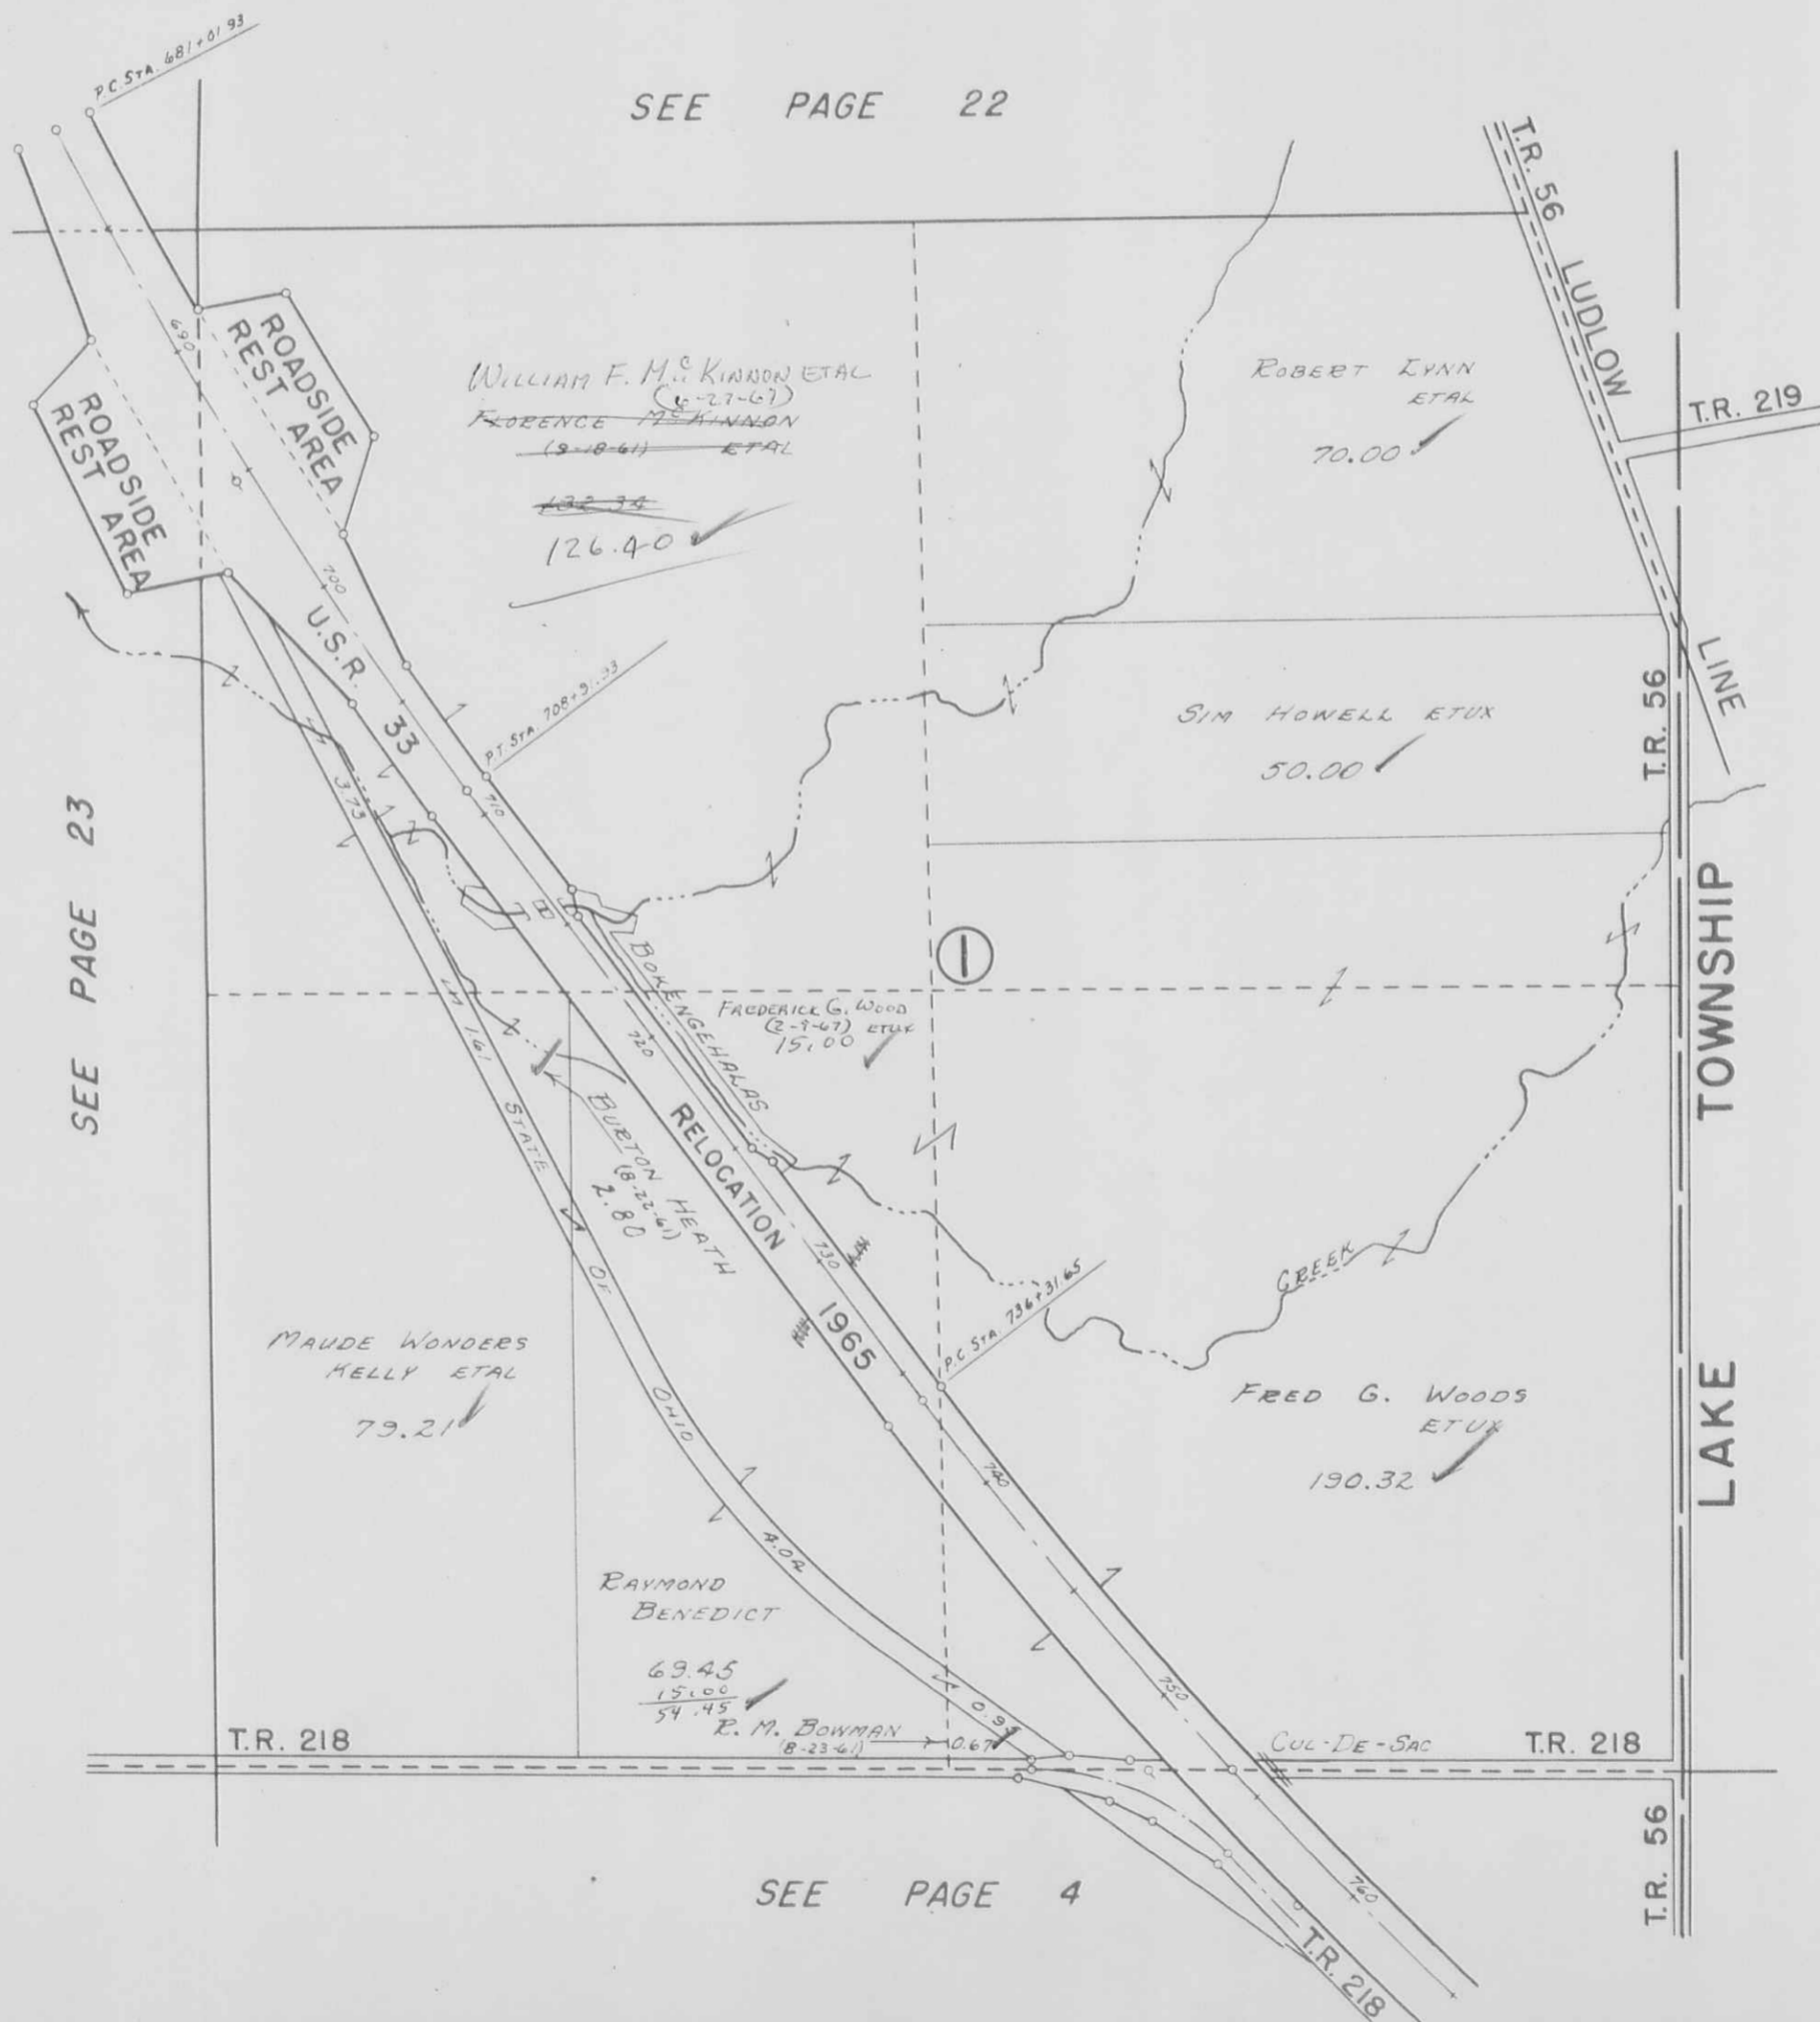 P.C. STA. 681+01.93
SEE PAGE 22
T.R. 56
LUDLOW
LINE
T.R. 219
690
ROADSIDE
REST AREA
ROADSIDE
REST AREA
WILLIAM F. McKINNON ETAL
(6-27-67)
FLORENCE McKINNON
(9-18-61) ETAL
132.34
126.40
ROBERT LYNN
ETAL
70.00
700
U.S.R. 33
P.T. STA. 708+31.93
710
SIM HOWELL ETUX
50.00
T.R. 56
3.73
SEE PAGE 23
1
BOKENGEHALAS
FREDERICK G. WOOD
(2-9-67) ETUX
15.00
720
1.61
STATE OF OHIO
BURTON HEATH
(8-22-61)
2.80
RELOCATION 1965
730
P.C. STA. 736+31.65
CREEK
TOWNSHIP
LAKE
MAUDE WONDERS
KELLY ETAL
79.21
FRED G. WOODS
ETUX
190.32
740
4.04
RAYMOND
BENEDICT
69.45
15.00
54.45
R. M. BOWMAN
(8-23-61)
0.67
750
T.R. 218
CUL-DE-SAC
T.R. 218
T.R. 56
760
SEE PAGE 4
T.R. 218